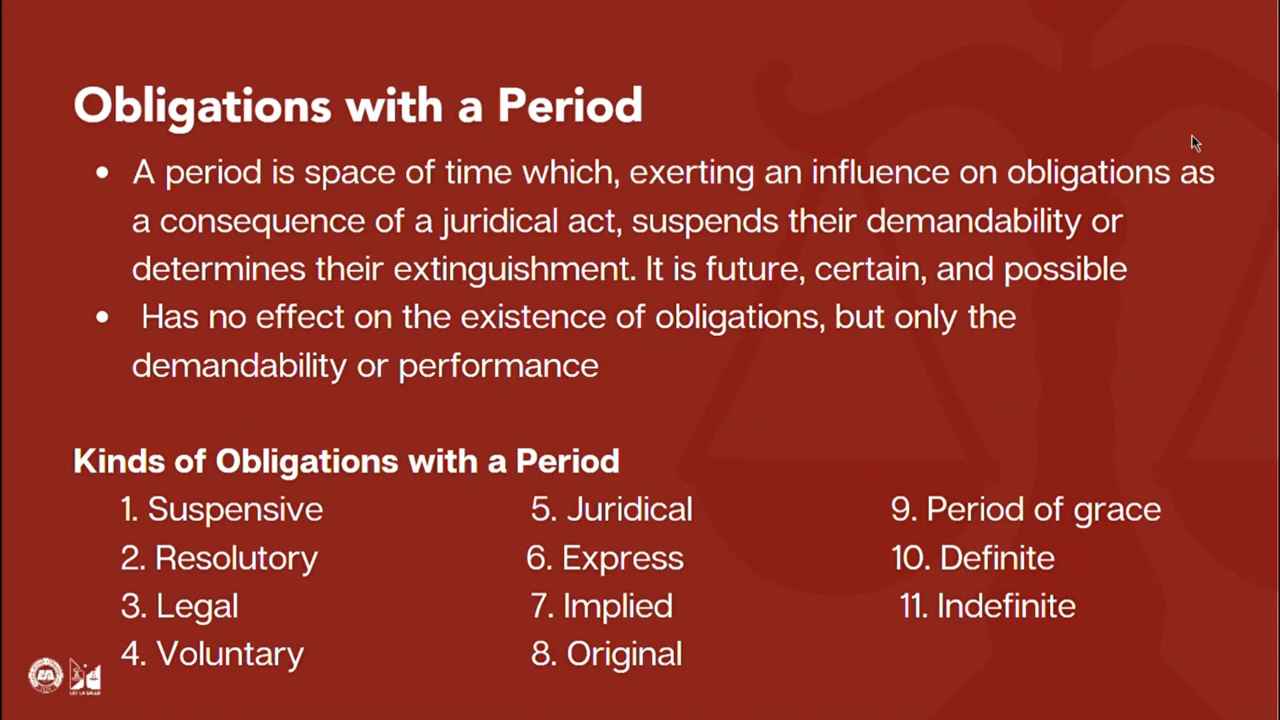 Obligations with a Period
• A period is space of time which, exerting an influence on obligations as
a consequence of a juridical act, suspends their demandability or
determines their extinguishment. It is future, certain, and possible
• Has no effect on the existence of obligations, but only the
demandability or performance
Kinds of Obligations with a Period
1. Suspensive
2. Resolutory
3. Legal
4. Voluntary
5. Juridical
6. Express
7. Implied
8. Original
9. Period of grace
10. Definite
11. Indefinite
LEY LA SALLE